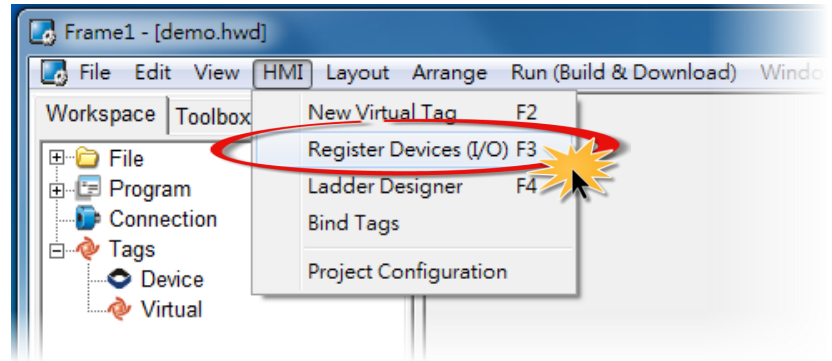 Frame1 - [demo.hwd]
File Edit View HMI Layout Arrange Run (Build & Download)
Workspace Toolbox
New Virtual Tag F2
File
Register Devices (I/O) F3
Program
Ladder Designer F4
Connection
Bind Tags
Tags
Device
Project Configuration
Virtual